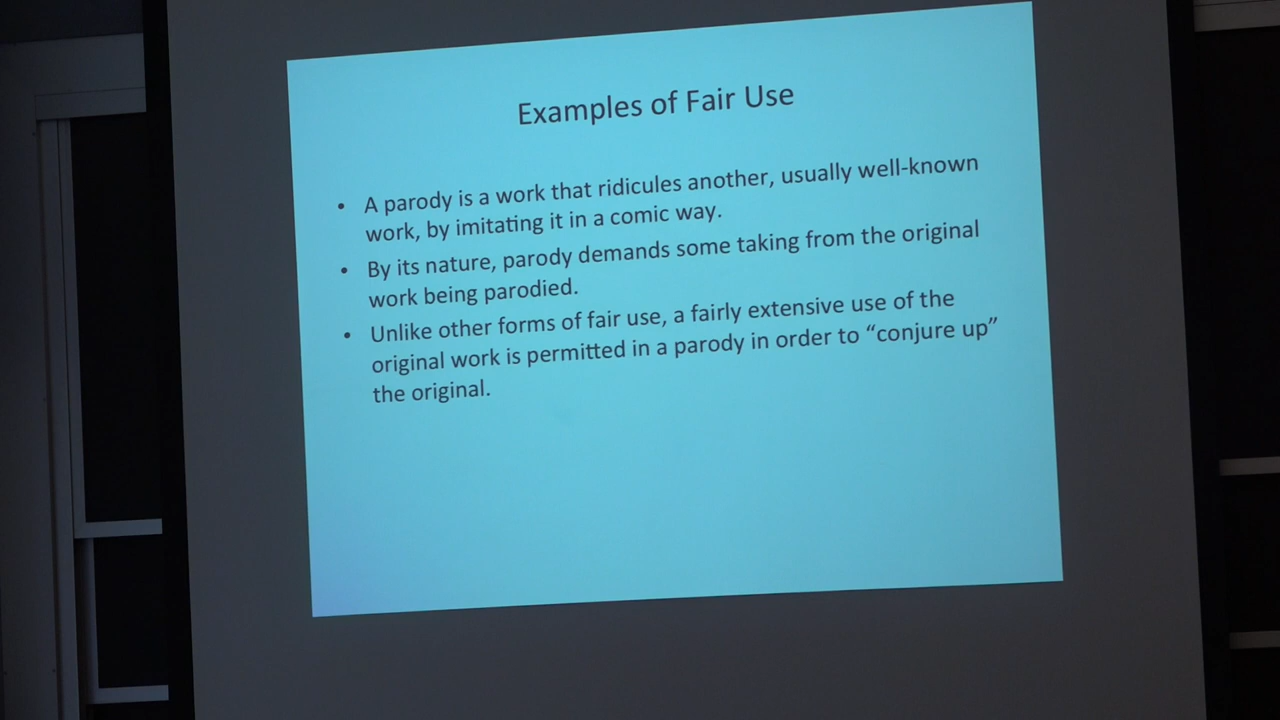 Examples of Fair Use
• A parody is a work that ridicules another, usually well-known
work, by imitating it in a comic way.
• By its nature, parody demands some taking from the original
work being parodied.
• Unlike other forms of fair use, a fairly extensive use of the
original work is permitted in a parody in order to “conjure up”
the original.